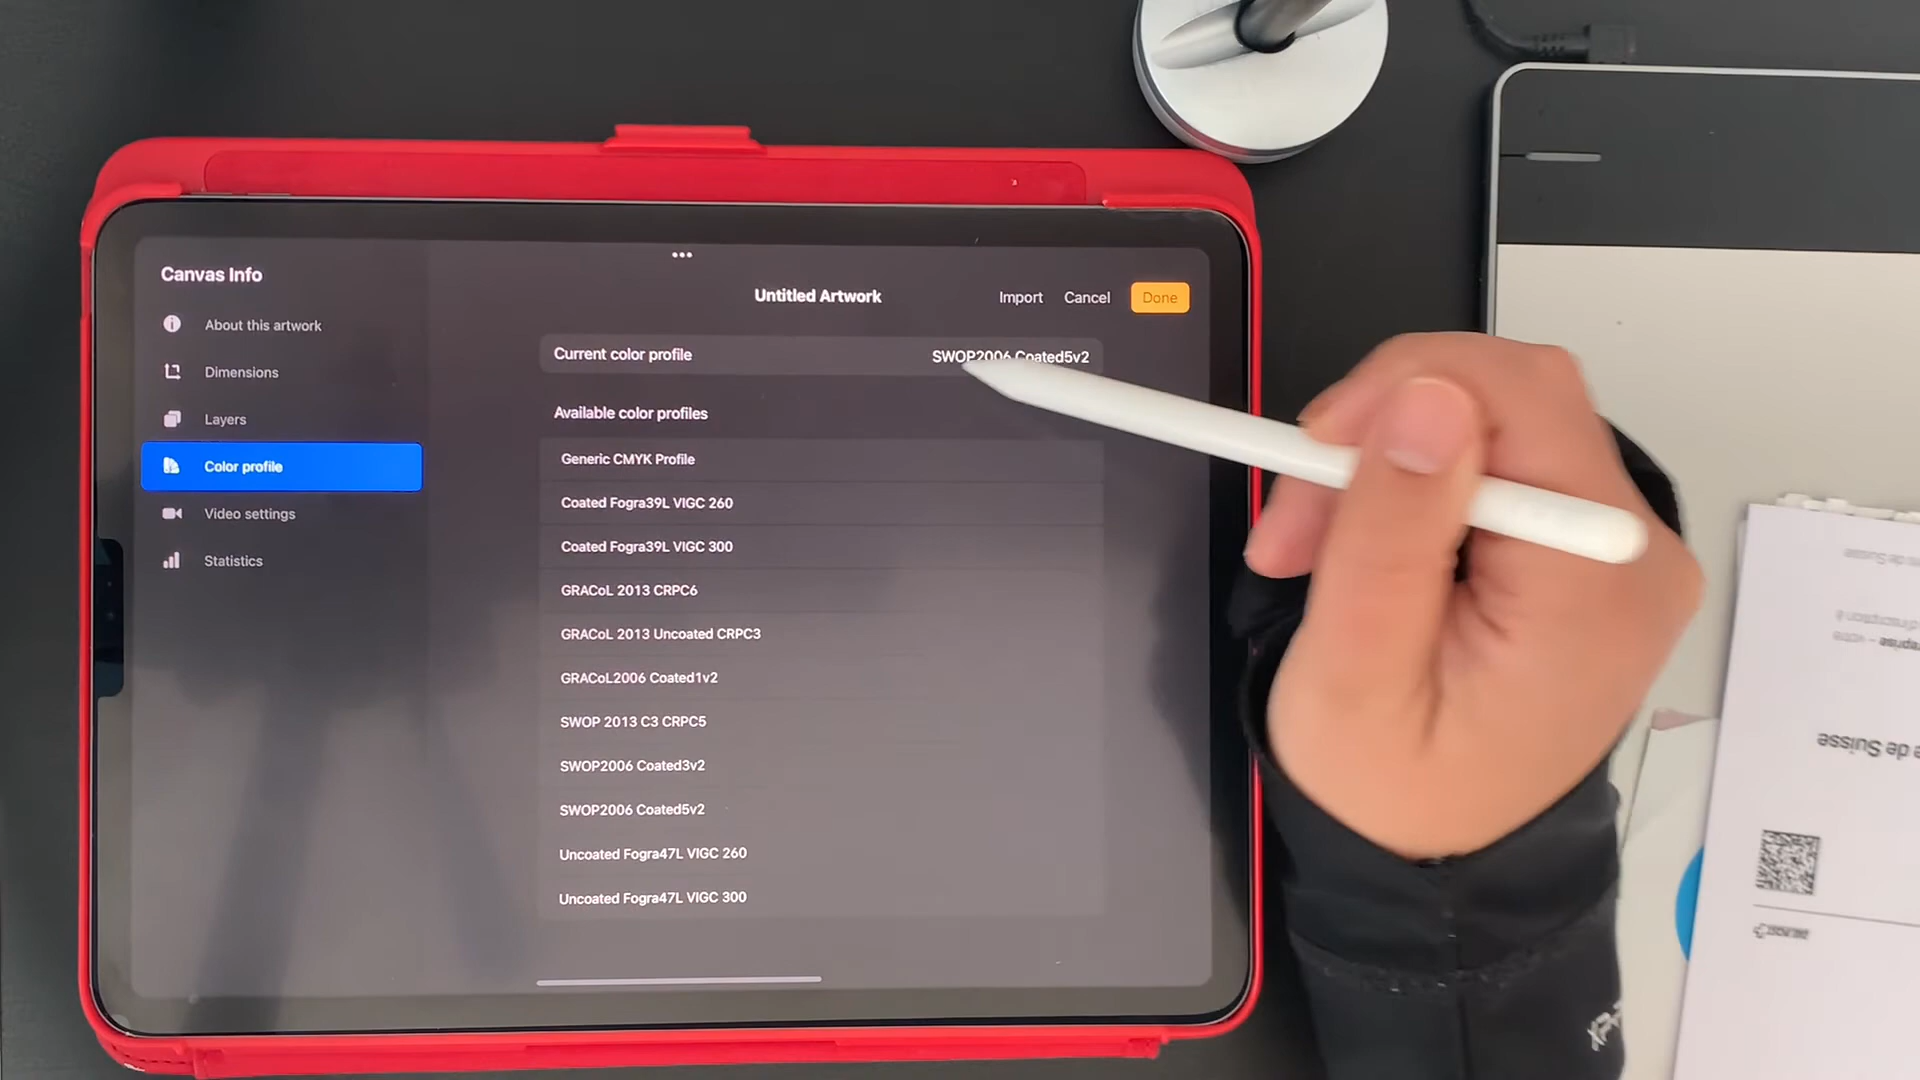 Canvas Info
About this artwork
Dimensions
Layers
Color profile
Video settings
Statistics
Untitled Artwork
Import
Cancel
Done
Current color profile
SWOP2006 Coated5v2
Available color profiles
Generic CMYK Profile
Coated Fogra39L VIGC 260
Coated Fogra39L VIGC 300
GRACoL 2013 CRPC6
GRACoL 2013 Uncoated CRPC3
GRACoL2006 Coated1v2
SWOP 2013 C3 CRPC5
SWOP2006 Coated3v2
SWOP2006 Coated5v2
Uncoated Fogra47L VIGC 260
Uncoated Fogra47L VIGC 300
de Suisse